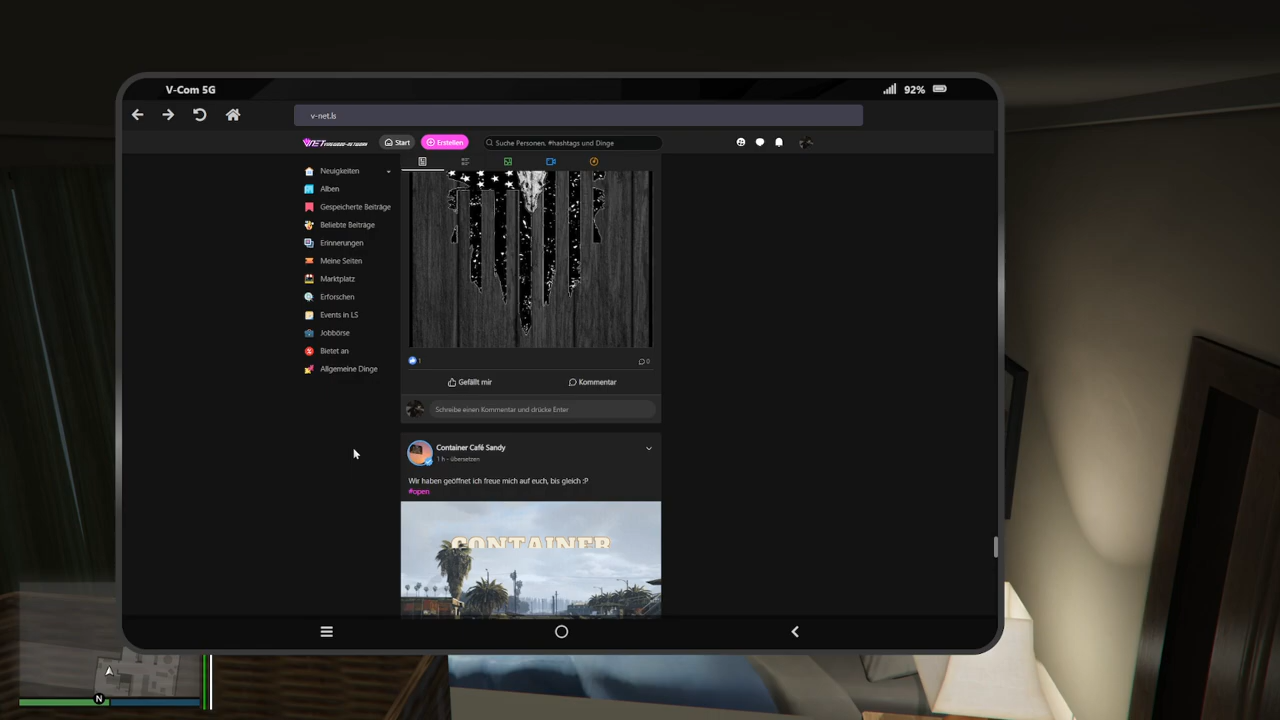 V-Com 5G
92%
v-net.ls
VNET
Start
Erstellen
Suche Personen, #hashtags und Dinge
Neuigkeiten
Alben
Gespeicherte Beiträge
Beliebte Beiträge
Erinnerungen
Meine Seiten
Marktplatz
Erforschen
Events in LS
Jobbörse
Bietet an
Allgemeine Dinge
1
0
Gefällt mir
Kommentar
Schreibe einen Kommentar und drücke Enter
Container Café Sandy
1 h - übersetzen
Wir haben geöffnet ich freue mich auf euch, bis gleich :P
#open
CONTAINER
N